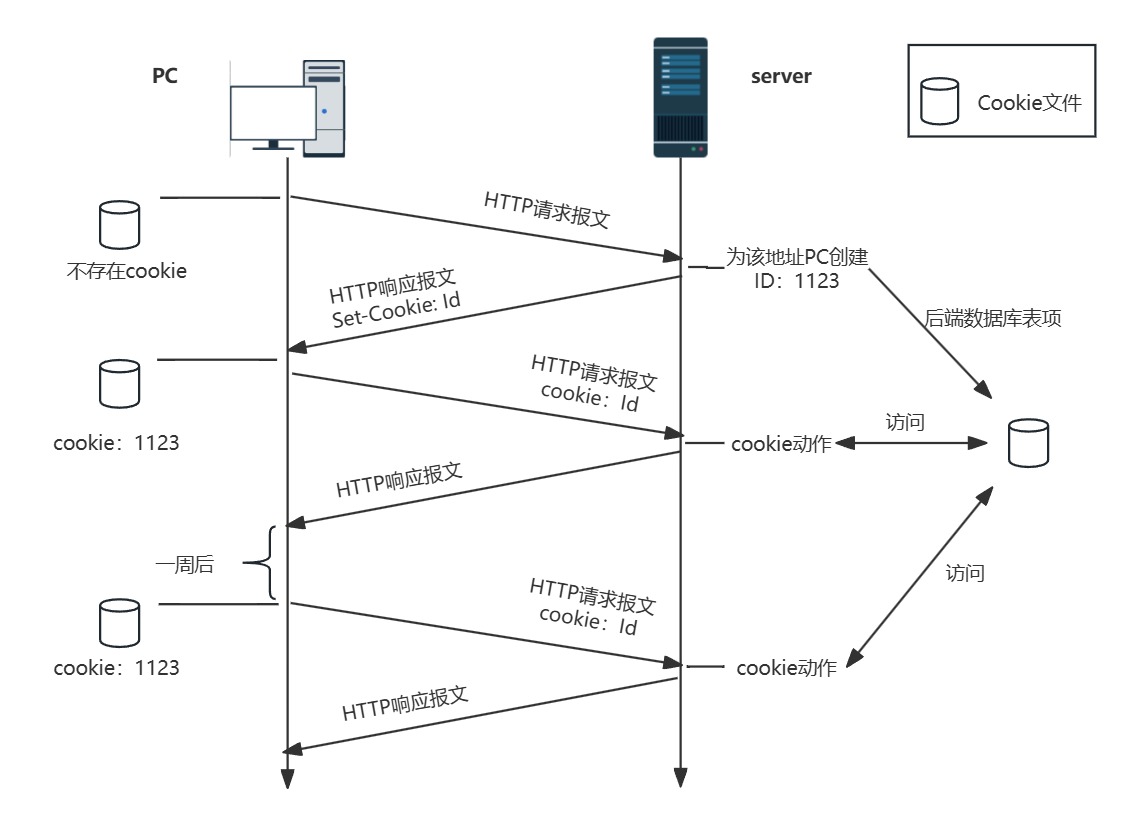 PC
server
Cookie文件
HTTP请求报文
不存在cookie
为该地址PC创建
ID：1123
HTTP响应报文
Set-Cookie: Id
后端数据库表项
HTTP请求报文
cookie：Id
cookie：1123
cookie动作
访问
HTTP响应报文
一周后
访问
HTTP请求报文
cookie：Id
cookie：1123
cookie动作
HTTP响应报文